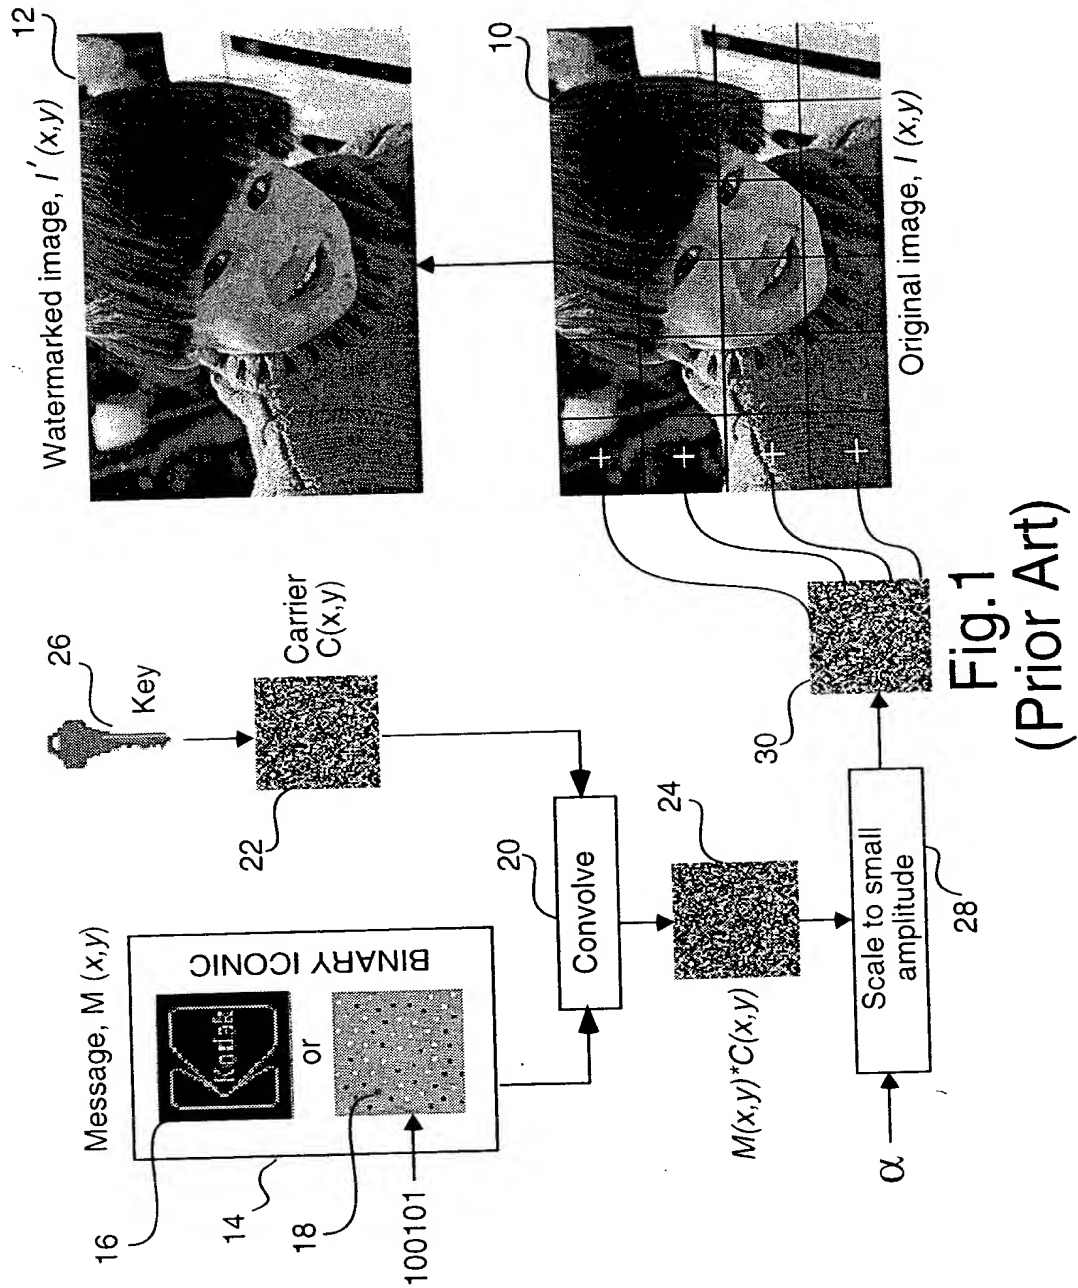 Message, M (x,y)
16
14
18
100101
Kodak
or
BINARY ICONIC
26
Key
22
Carrier
C(x,y)
20
Convolve
24
M(x,y)*C(x,y)
α
Scale to small
amplitude
28
30
Watermarked image, I′(x,y)
12
10
Original image, I (x,y)
Fig.1
(Prior Art)